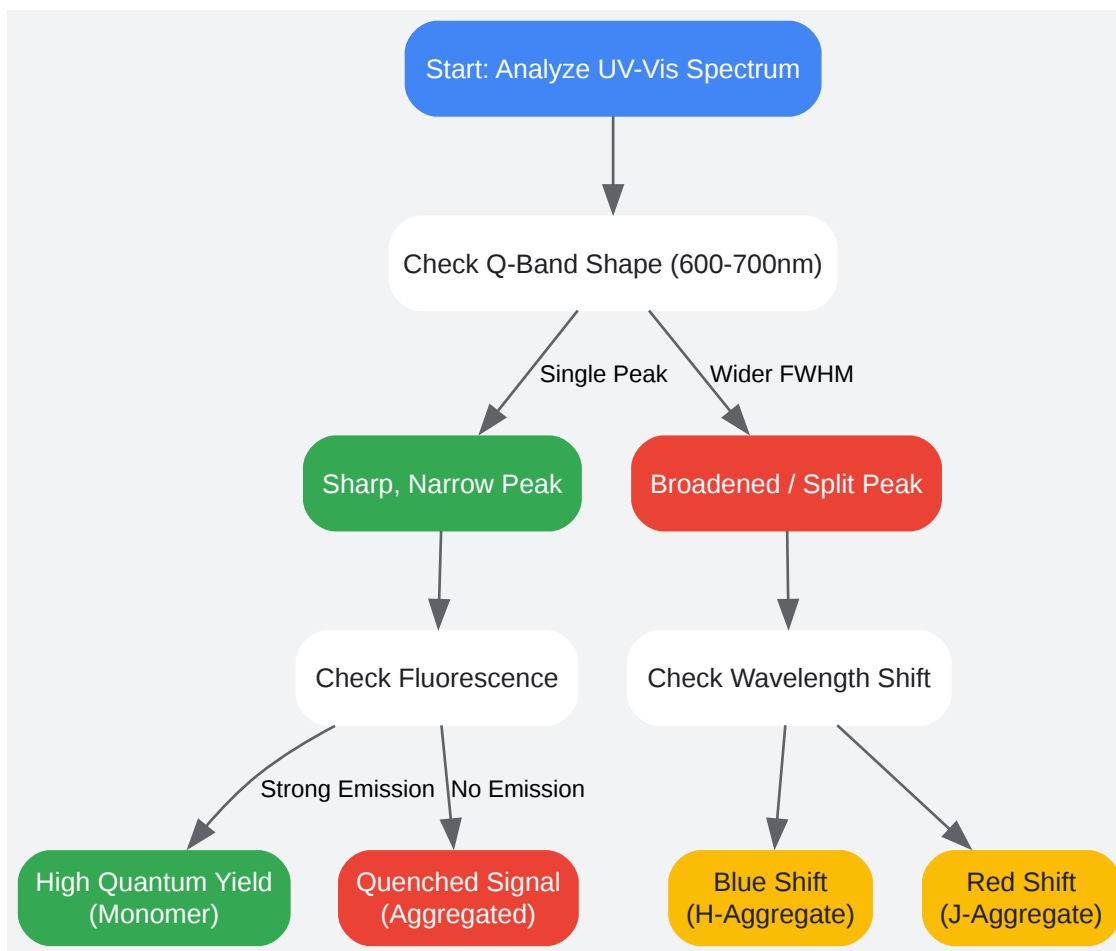 Start: Analyze UV-Vis Spectrum
Check Q-Band Shape (600-700nm)
Single Peak
Wider FWHM
Sharp, Narrow Peak
Broadened / Split Peak
Check Fluorescence
Check Wavelength Shift
Strong Emission
No Emission
High Quantum Yield
(Monomer)
Quenched Signal
(Aggregated)
Blue Shift
(H-Aggregate)
Red Shift
(J-Aggregate)